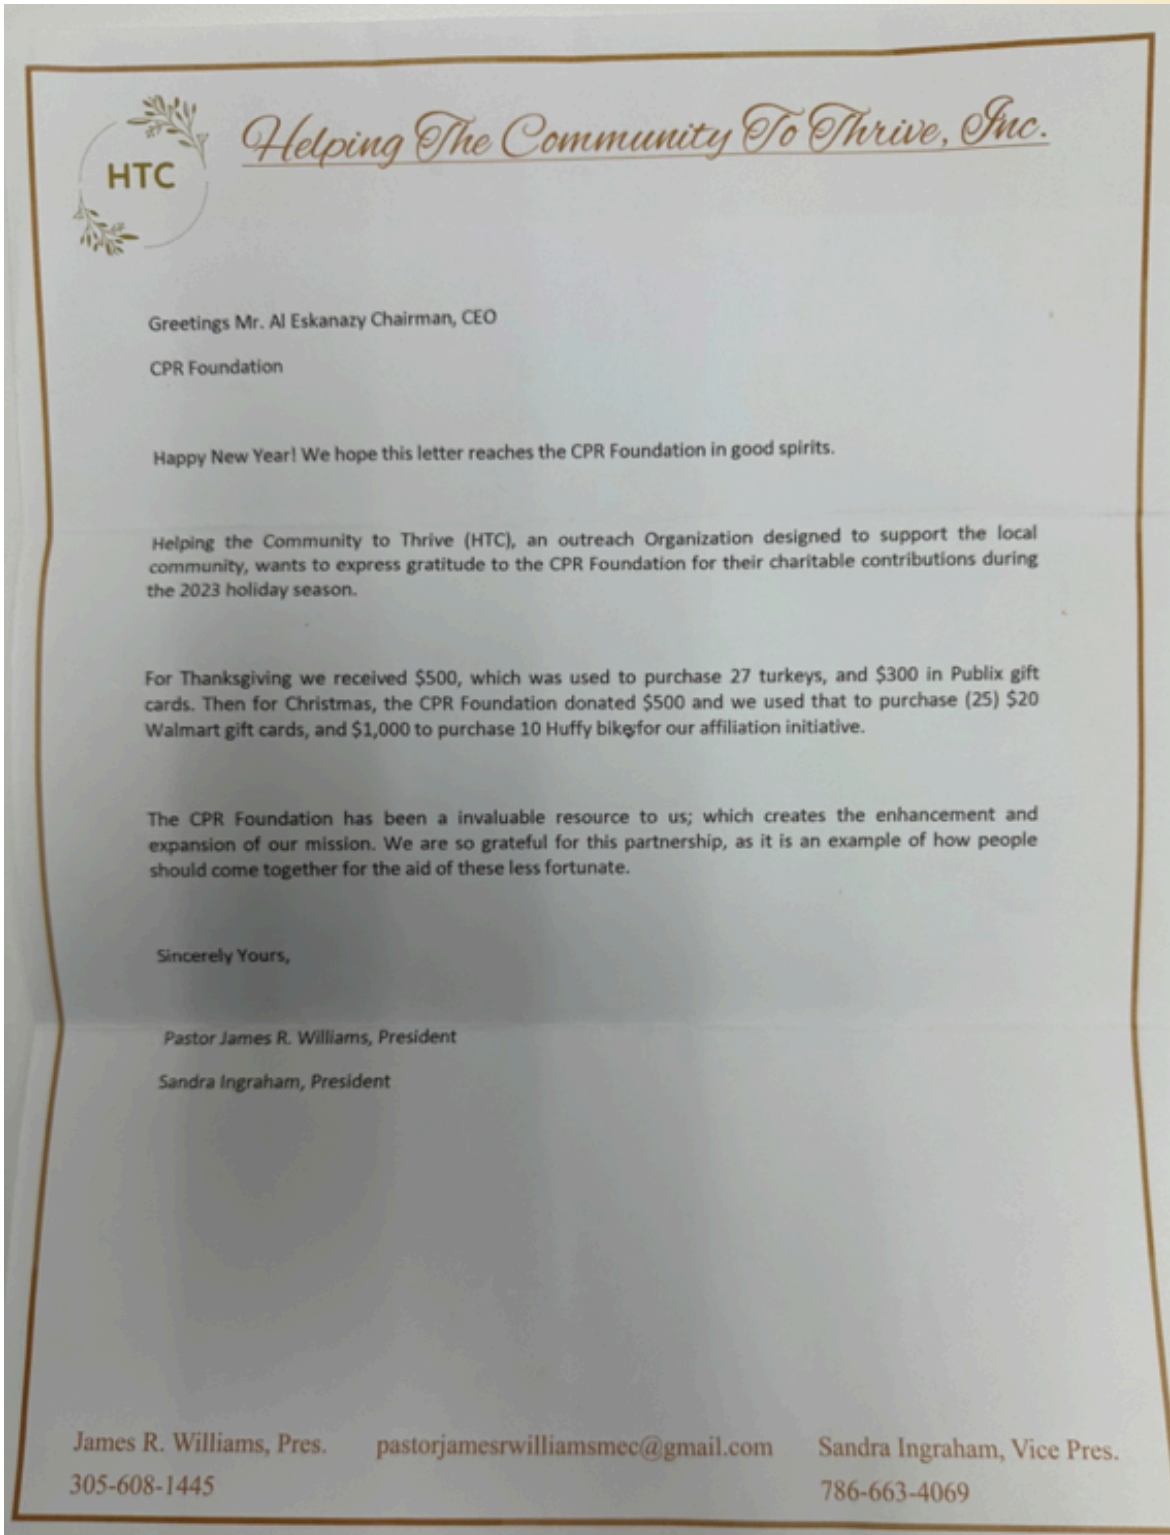 HTC
Helping The Community To Thrive, Inc.
Greetings Mr. Al Eskanazy Chairman, CEO
CPR Foundation
Happy New Year! We hope this letter reaches the CPR Foundation in good spirits.
Helping the Community to Thrive (HTC), an outreach Organization designed to support the local
community, wants to express gratitude to the CPR Foundation for their charitable contributions during
the 2023 holiday season.
For Thanksgiving we received $500, which was used to purchase 27 turkeys, and $300 in Publix gift
cards. Then for Christmas, the CPR Foundation donated $500 and we used that to purchase (25) $20
Walmart gift cards, and $1,000 to purchase 10 Huffy bikes for our affiliation initiative.
The CPR Foundation has been a invaluable resource to us; which creates the enhancement and
expansion of our mission. We are so grateful for this partnership, as it is an example of how people
should come together for the aid of these less fortunate.
Sincerely Yours,
Pastor James R. Williams, President
Sandra Ingraham, President
James R. Williams, Pres. pastorjamesrwilliamsmec@gmail.com Sandra Ingraham, Vice Pres.
305-608-1445 786-663-4069